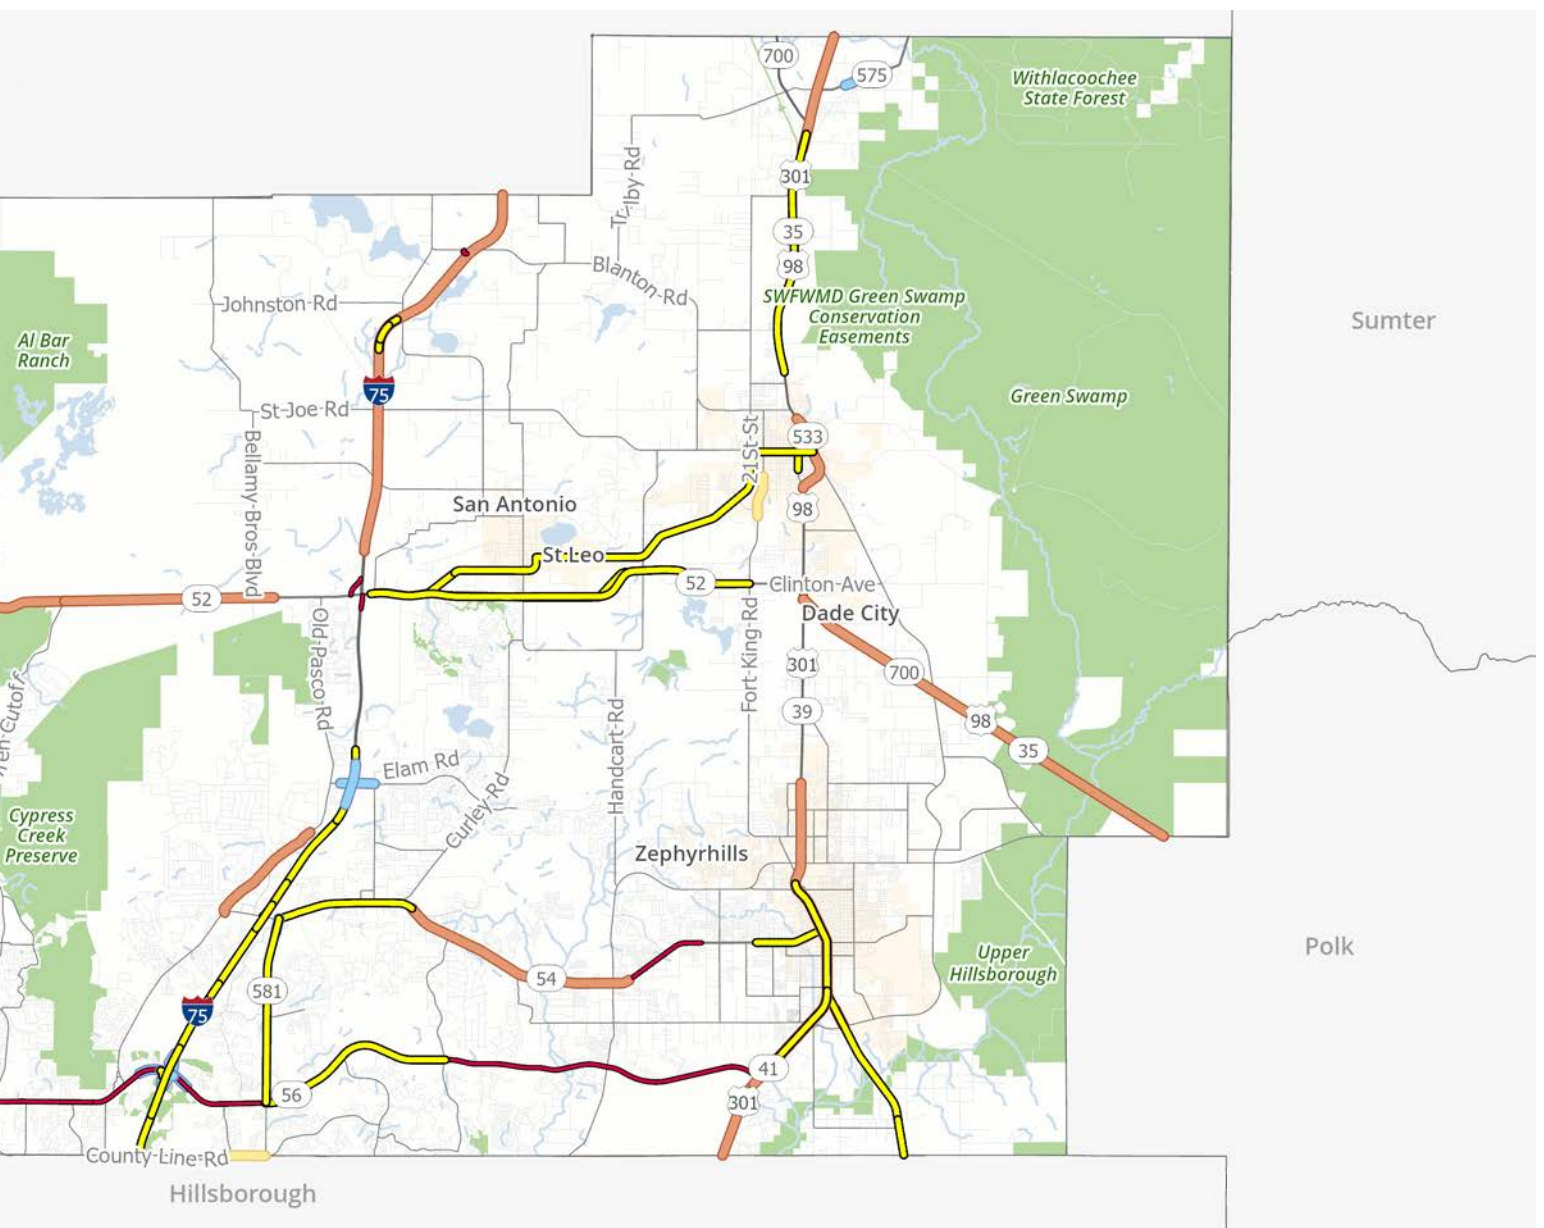 700
575
Withlacoochee
State Forest
Trilby-Rd
301
35
98
Blanton-Rd
Johnston-Rd
SWFWMD Green Swamp
Conservation
Easements
Sumter
Al Bar
Ranch
75
Green Swamp
St-Joe-Rd
533
21St-St
Bellamy-Bros-Blvd
San Antonio
98
St-Leo
52
Clinton-Ave
52
Dade City
Old-Pasco-Rd
Fort-King-Rd
301
700
39
98
35
Handcart-Rd
Elam Rd
Curley-Rd
Cypress
Creek
Preserve
Zephyrhills
Polk
Upper
Hillsborough
54
581
75
41
56
301
County-Line-Rd
Hillsborough